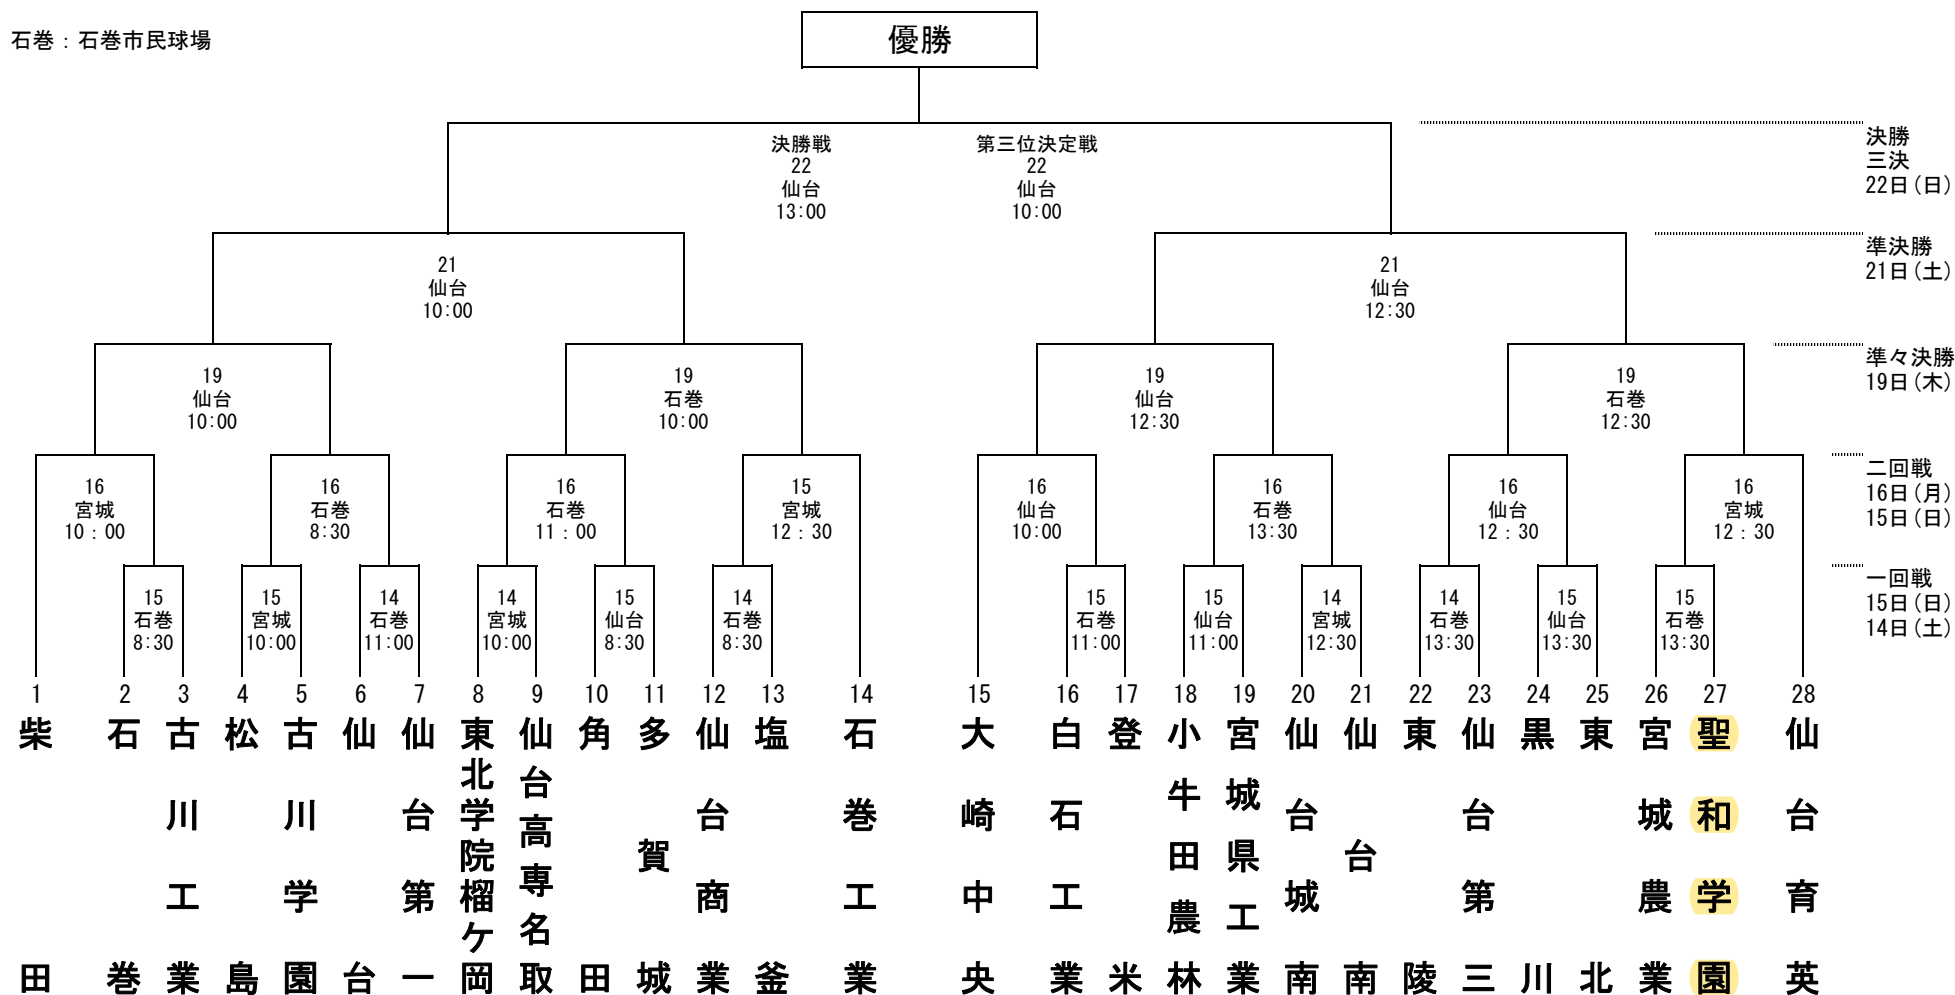 石巻：石巻市民球場
優勝
決勝戦
22
仙台
13:00
第三位決定戦
22
仙台
10:00
決勝
三決
22日(日)
21
仙台
10:00
21
仙台
12:30
準決勝
21日(土)
19
仙台
10:00
19
石巻
10:00
19
仙台
12:30
19
石巻
12:30
準々決勝
19日(木)
16
宮城
10：00
16
石巻
8:30
16
石巻
11：00
15
宮城
12：30
16
仙台
10:00
16
石巻
13:30
16
仙台
12：30
16
宮城
12：30
二回戦
16日(月)
15日(日)
15
石巻
8:30
15
宮城
10:00
14
石巻
11:00
14
宮城
10:00
15
仙台
8:30
14
石巻
8:30
15
石巻
11:00
15
仙台
11:00
14
宮城
12:30
14
石巻
13:30
15
仙台
13:30
15
石巻
13:30
一回戦
15日(日)
14日(土)
1 柴田
2 石巻
3 古川工業
4 松島
5 古川学園
6 仙台
7 仙台第一
8 東北学院榴ケ岡
9 仙台高専名取
10 角田
11 多賀城
12 仙台商業
13 塩釜
14 石巻工業
15 大崎中央
16 白石工業
17 登米
18 小牛田農林
19 宮城県工業
20 仙台城南
21 仙台南
22 東陵
23 仙台第三
24 黒川
25 東北
26 宮城農業
27 聖和学園
28 仙台育英